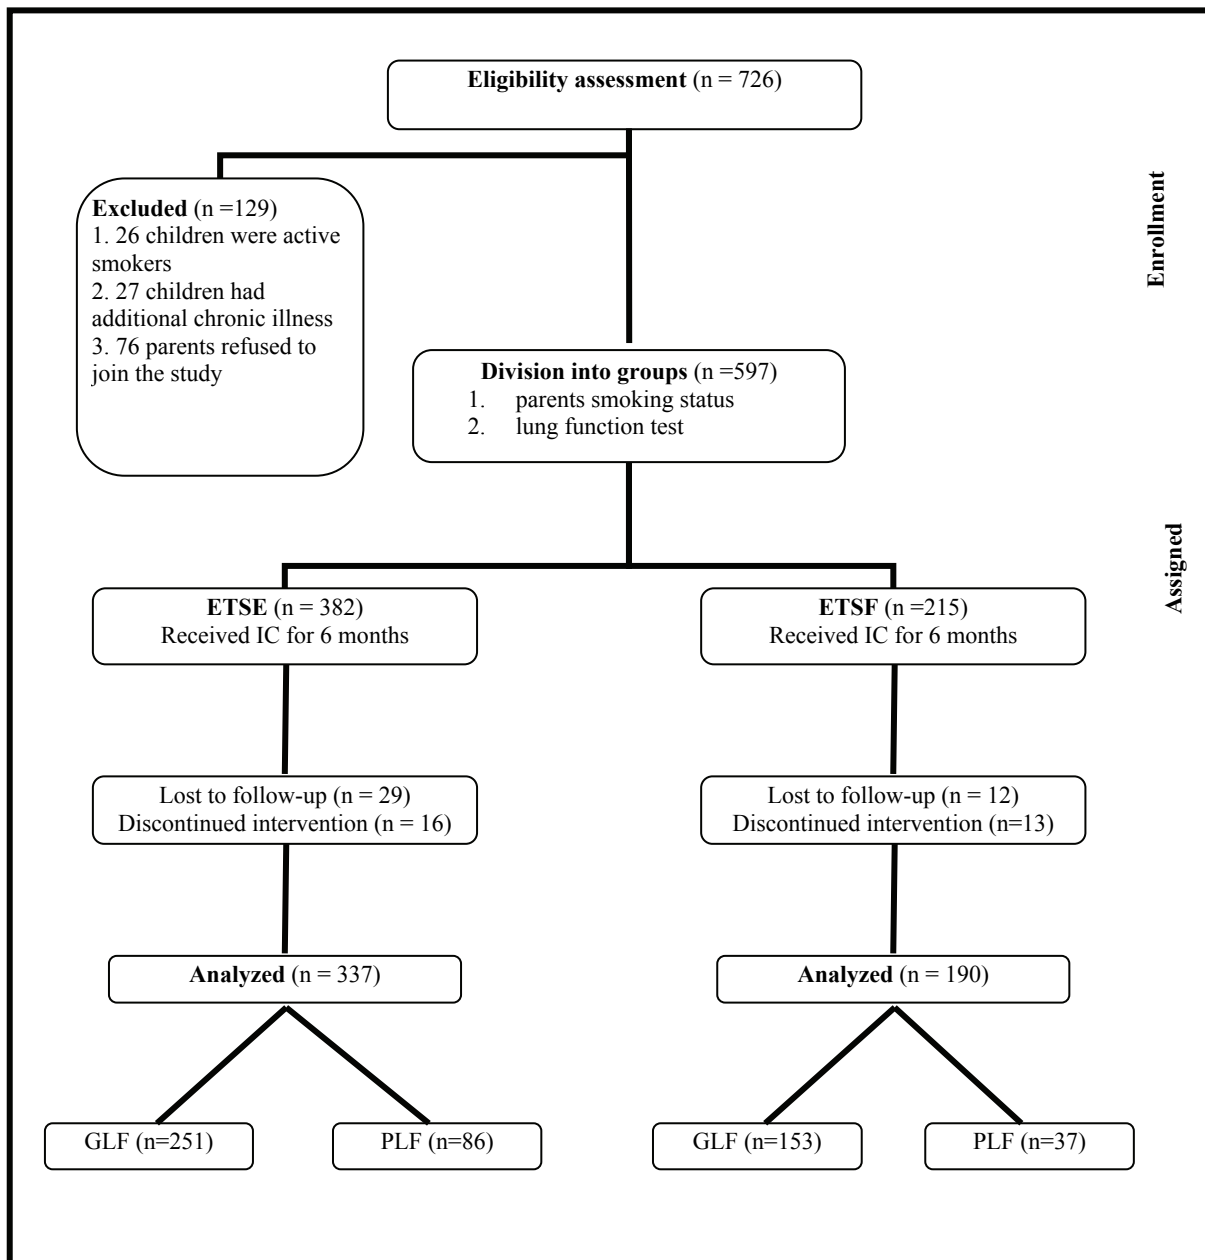 Eligibility assessment (n = 726)
Enrollment
Excluded (n =129)
1. 26 children were active
smokers
2. 27 children had
additional chronic illness
3. 76 parents refused to
join the study
Division into groups (n =597)
1. parents smoking status
2. lung function test
Assigned
ETSE (n = 382)
Received IC for 6 months
ETSF (n =215)
Received IC for 6 months
Lost to follow-up (n = 29)
Discontinued intervention (n = 16)
Lost to follow-up (n = 12)
Discontinued intervention (n=13)
Analyzed (n = 337)
Analyzed (n = 190)
GLF (n=251)
PLF (n=86)
GLF (n=153)
PLF (n=37)